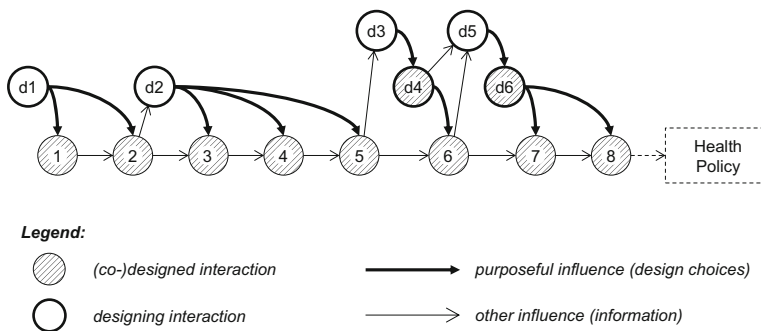 d3
d5
d1
d2
d4
d6
1
2
3
4
5
6
7
8
Health
Policy
Legend:
(co-)designed interaction
purposeful influence (design choices)
designing interaction
other influence (information)